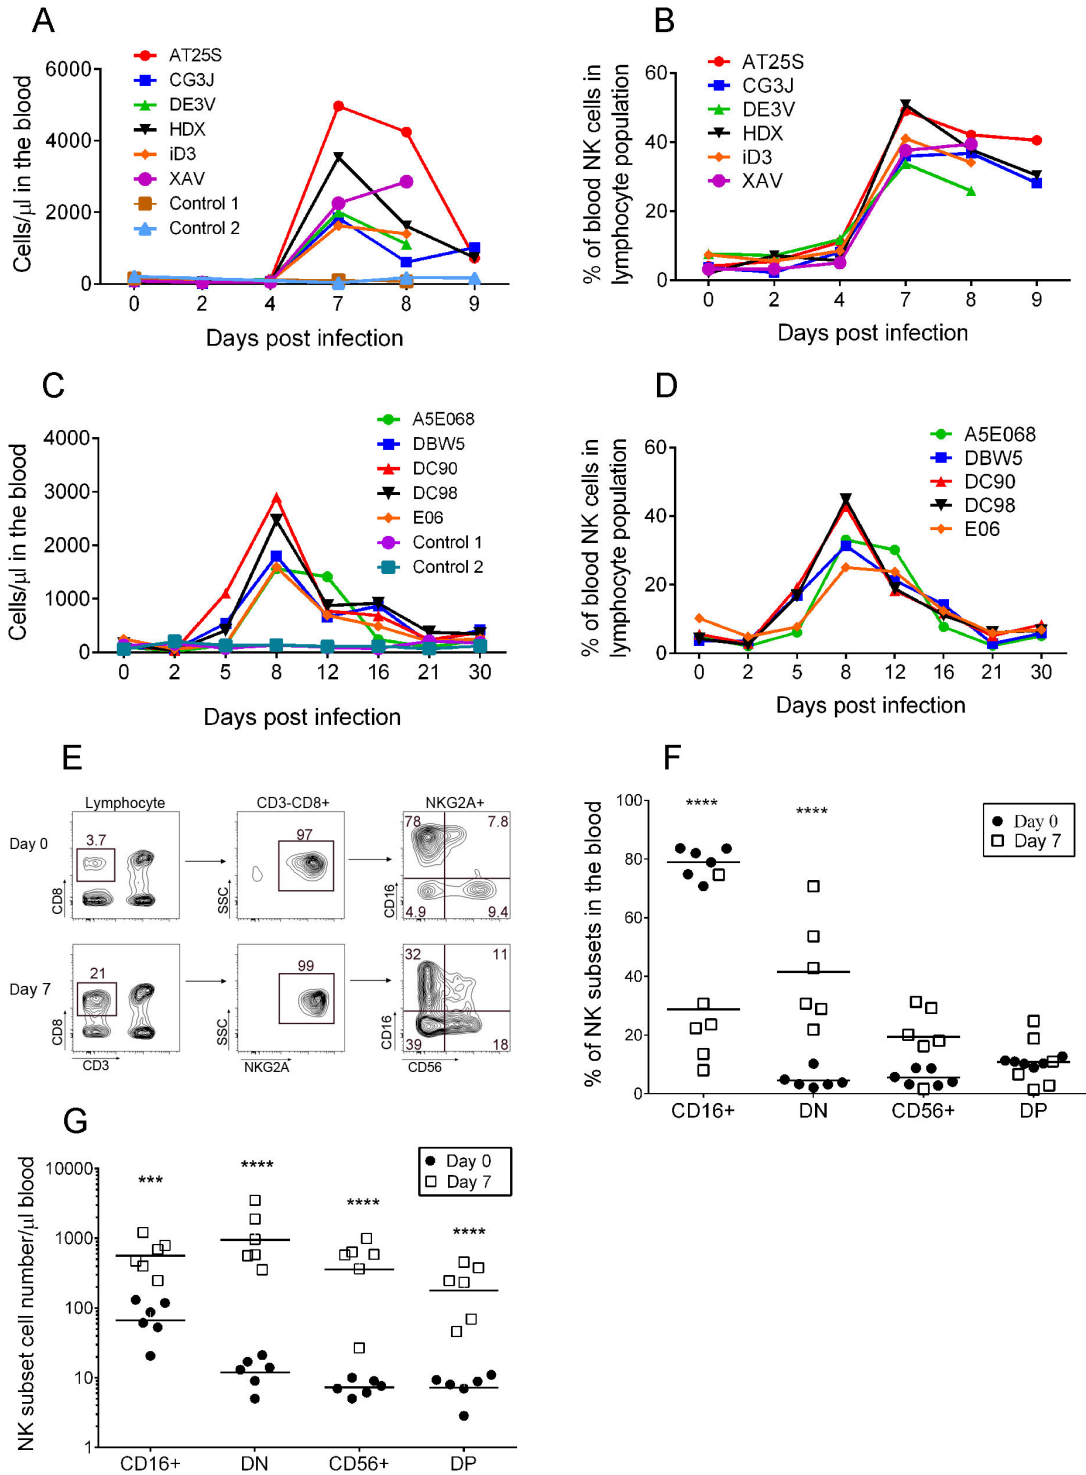 A
AT25S
CG3J
DE3V
HDX
iD3
XAV
Control 1
Control 2
Cells/µl in the blood
6000
4000
2000
0
0 2 4 7 8 9
Days post infection
B
AT25S
CG3J
DE3V
HDX
iD3
XAV
% of blood NK cells in
lymphocyte population
60
40
20
0
0 2 4 7 8 9
Days post infection
C
A5E068
DBW5
DC90
DC98
E06
Control 1
Control 2
Cells/µl in the blood
4000
3000
2000
1000
0
0 2 5 8 12 16 21 30
Days post infection
D
A5E068
DBW5
DC90
DC98
E06
% of blood NK cells in
lymphocyte population
60
40
20
0
0 2 5 8 12 16 21 30
Days post infection
E
Lymphocyte CD3-CD8+ NKG2A+
Day 0
3.7
CD8
97
SSC
78 7.8
CD16
4.9 9.4
Day 7
21
CD8
CD3
99
SSC
NKG2A
32 11
CD16
39 18
CD56
F
% of NK subsets in the blood
100
80
60
40
20
0
**** ****
Day 0
Day 7
CD16+ DN CD56+ DP
G
NK subset cell number/µl blood
10000
1000
100
10
1
*** **** **** ****
Day 0
Day 7
CD16+ DN CD56+ DP